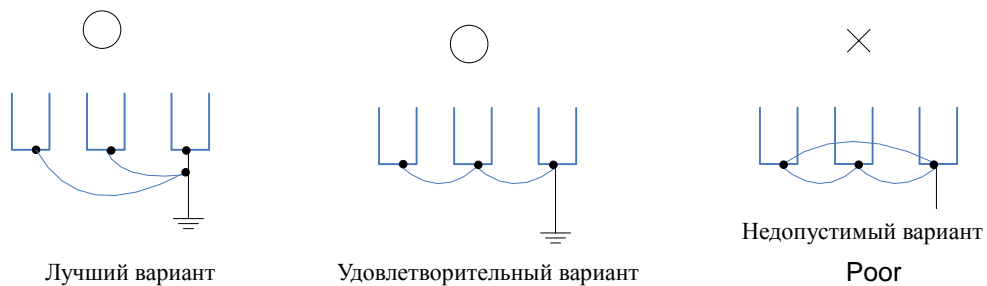 Лучший вариант
Удовлетворительный вариант
Недопустимый вариант
Poor